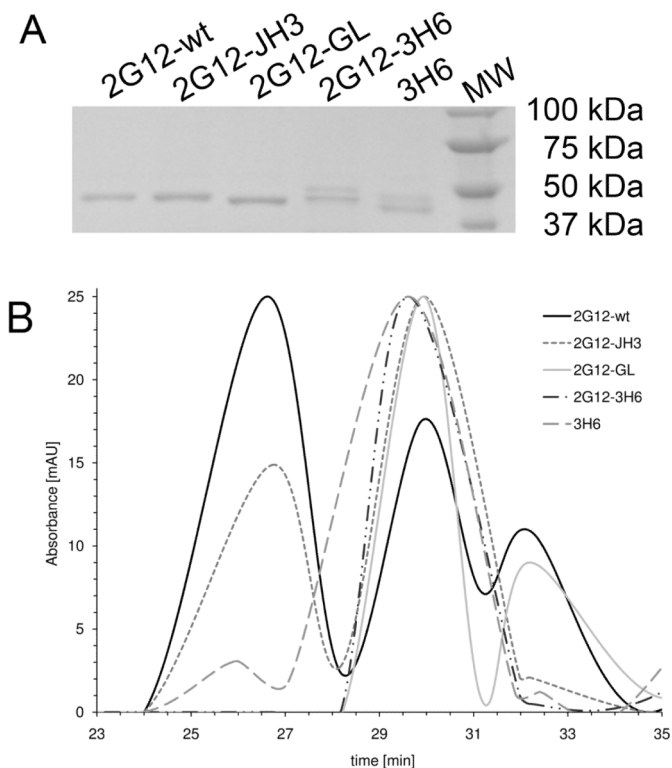 A
2G12-wt
2G12-JH3
2G12-GL
2G12-3H6
3H6
MW
100 kDa
75 kDa
50 kDa
37 kDa
B
25
20
15
10
5
0
Absorbance [mAU]
2G12-wt
2G12-JH3
2G12-GL
2G12-3H6
3H6
23 25 27 29 31 33 35
time [min]